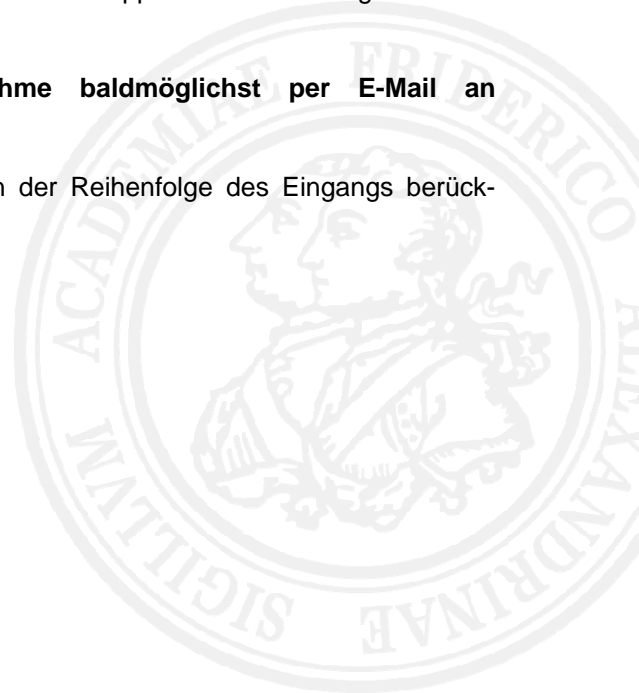 hme baldmöglichst per E-Mail an
n der Reihenfolge des Eingangs berück-
SIGILLVM ACADEMIAE FRIDERICO ALEXANDRINAE